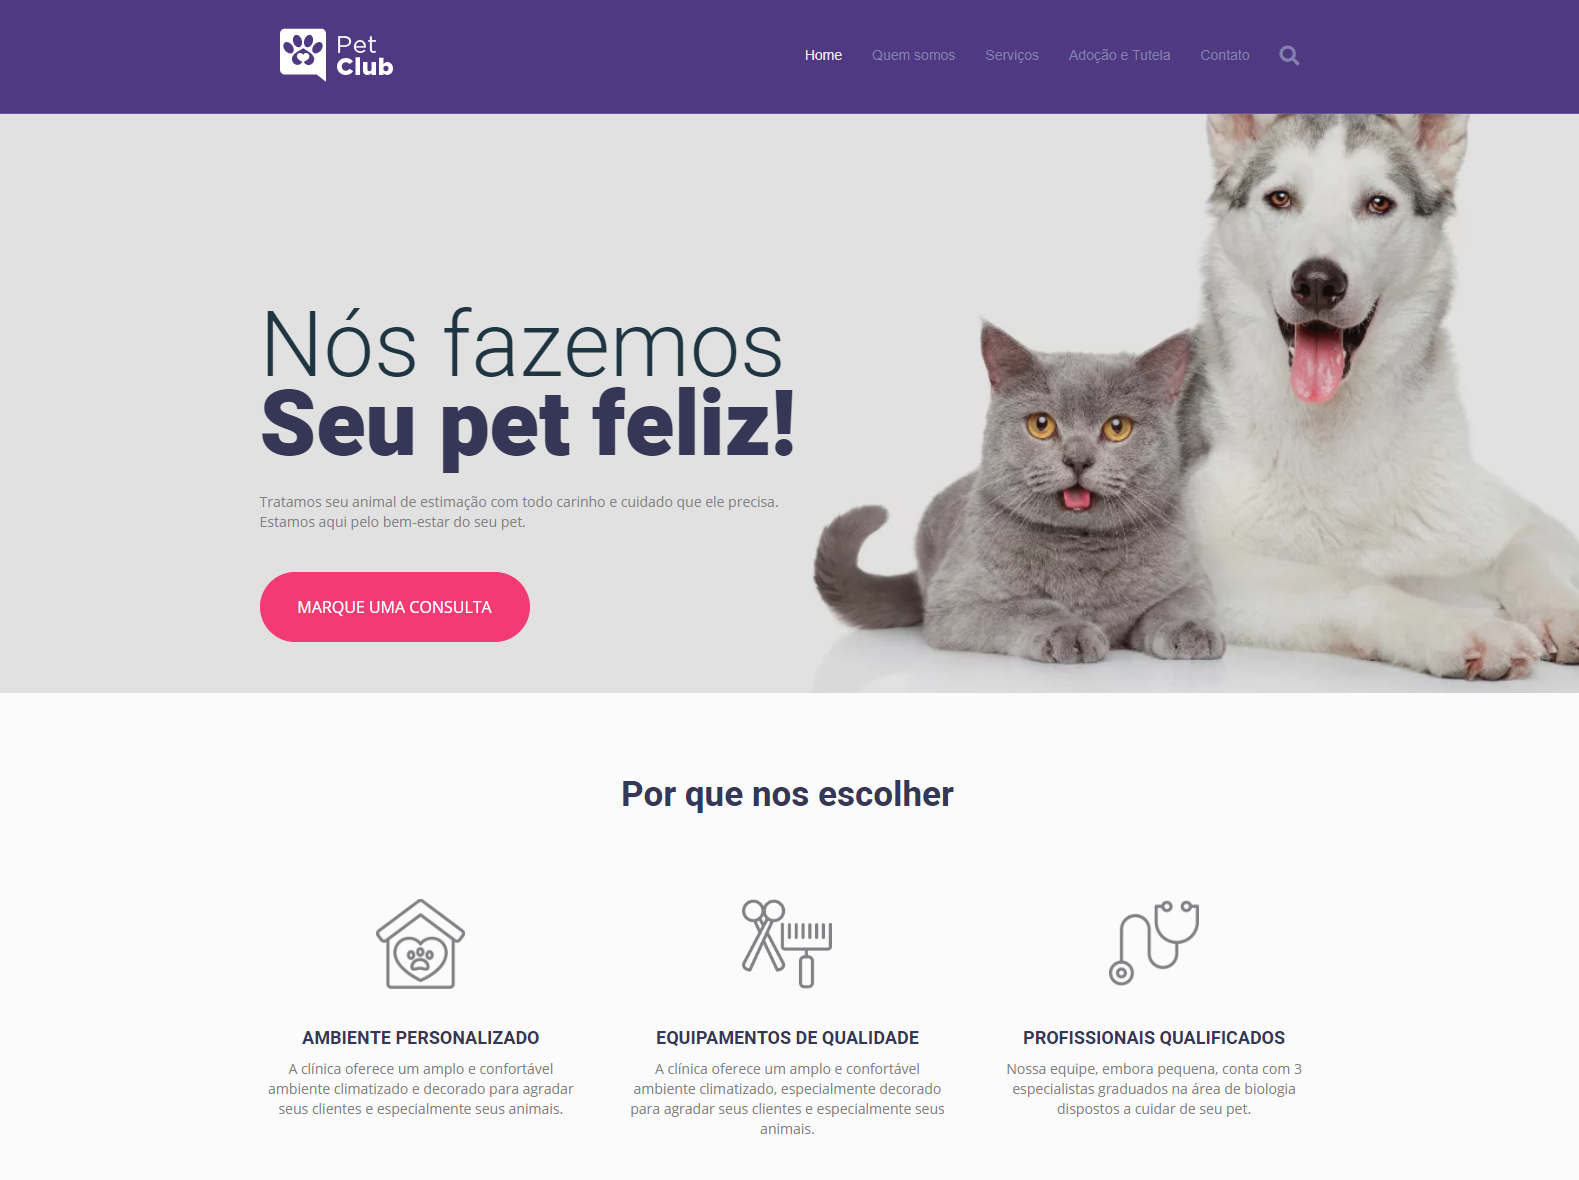 Pet
Club
Home
Quem somos
Serviços
Adoção e Tutela
Contato
Nós fazemos
Seu pet feliz!
Tratamos seu animal de estimação com todo carinho e cuidado que ele precisa.
Estamos aqui pelo bem-estar do seu pet.
MARQUE UMA CONSULTA
Por que nos escolher
AMBIENTE PERSONALIZADO
A clínica oferece um amplo e confortável
ambiente climatizado e decorado para agradar
seus clientes e especialmente seus animais.
EQUIPAMENTOS DE QUALIDADE
A clínica oferece um amplo e confortável
ambiente climatizado, especialmente decorado
para agradar seus clientes e especialmente seus
animais.
PROFISSIONAIS QUALIFICADOS
Nossa equipe, embora pequena, conta com 3
especialistas graduados na área de biologia
dispostos a cuidar de seu pet.